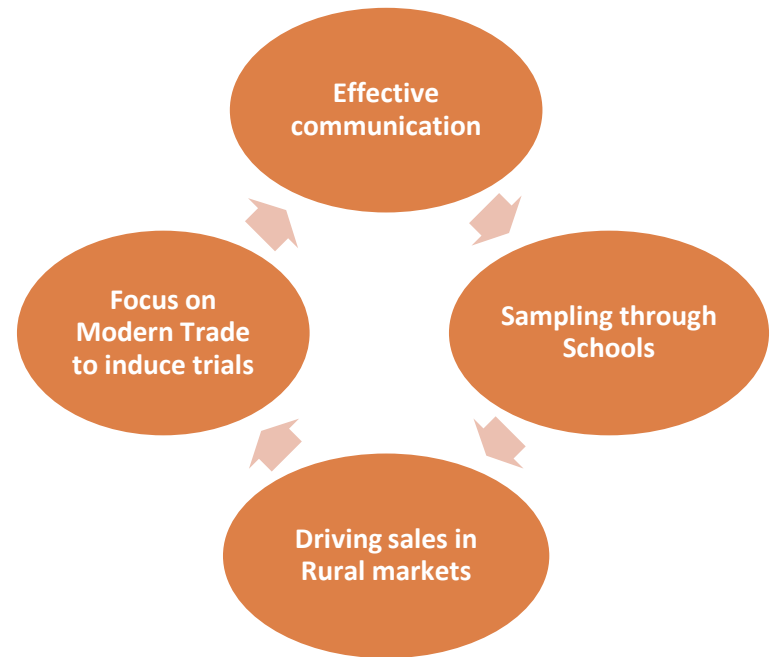 Effective
communication
Sampling through
Schools
Driving sales in
Rural markets
Focus on
Modern Trade
to induce trials